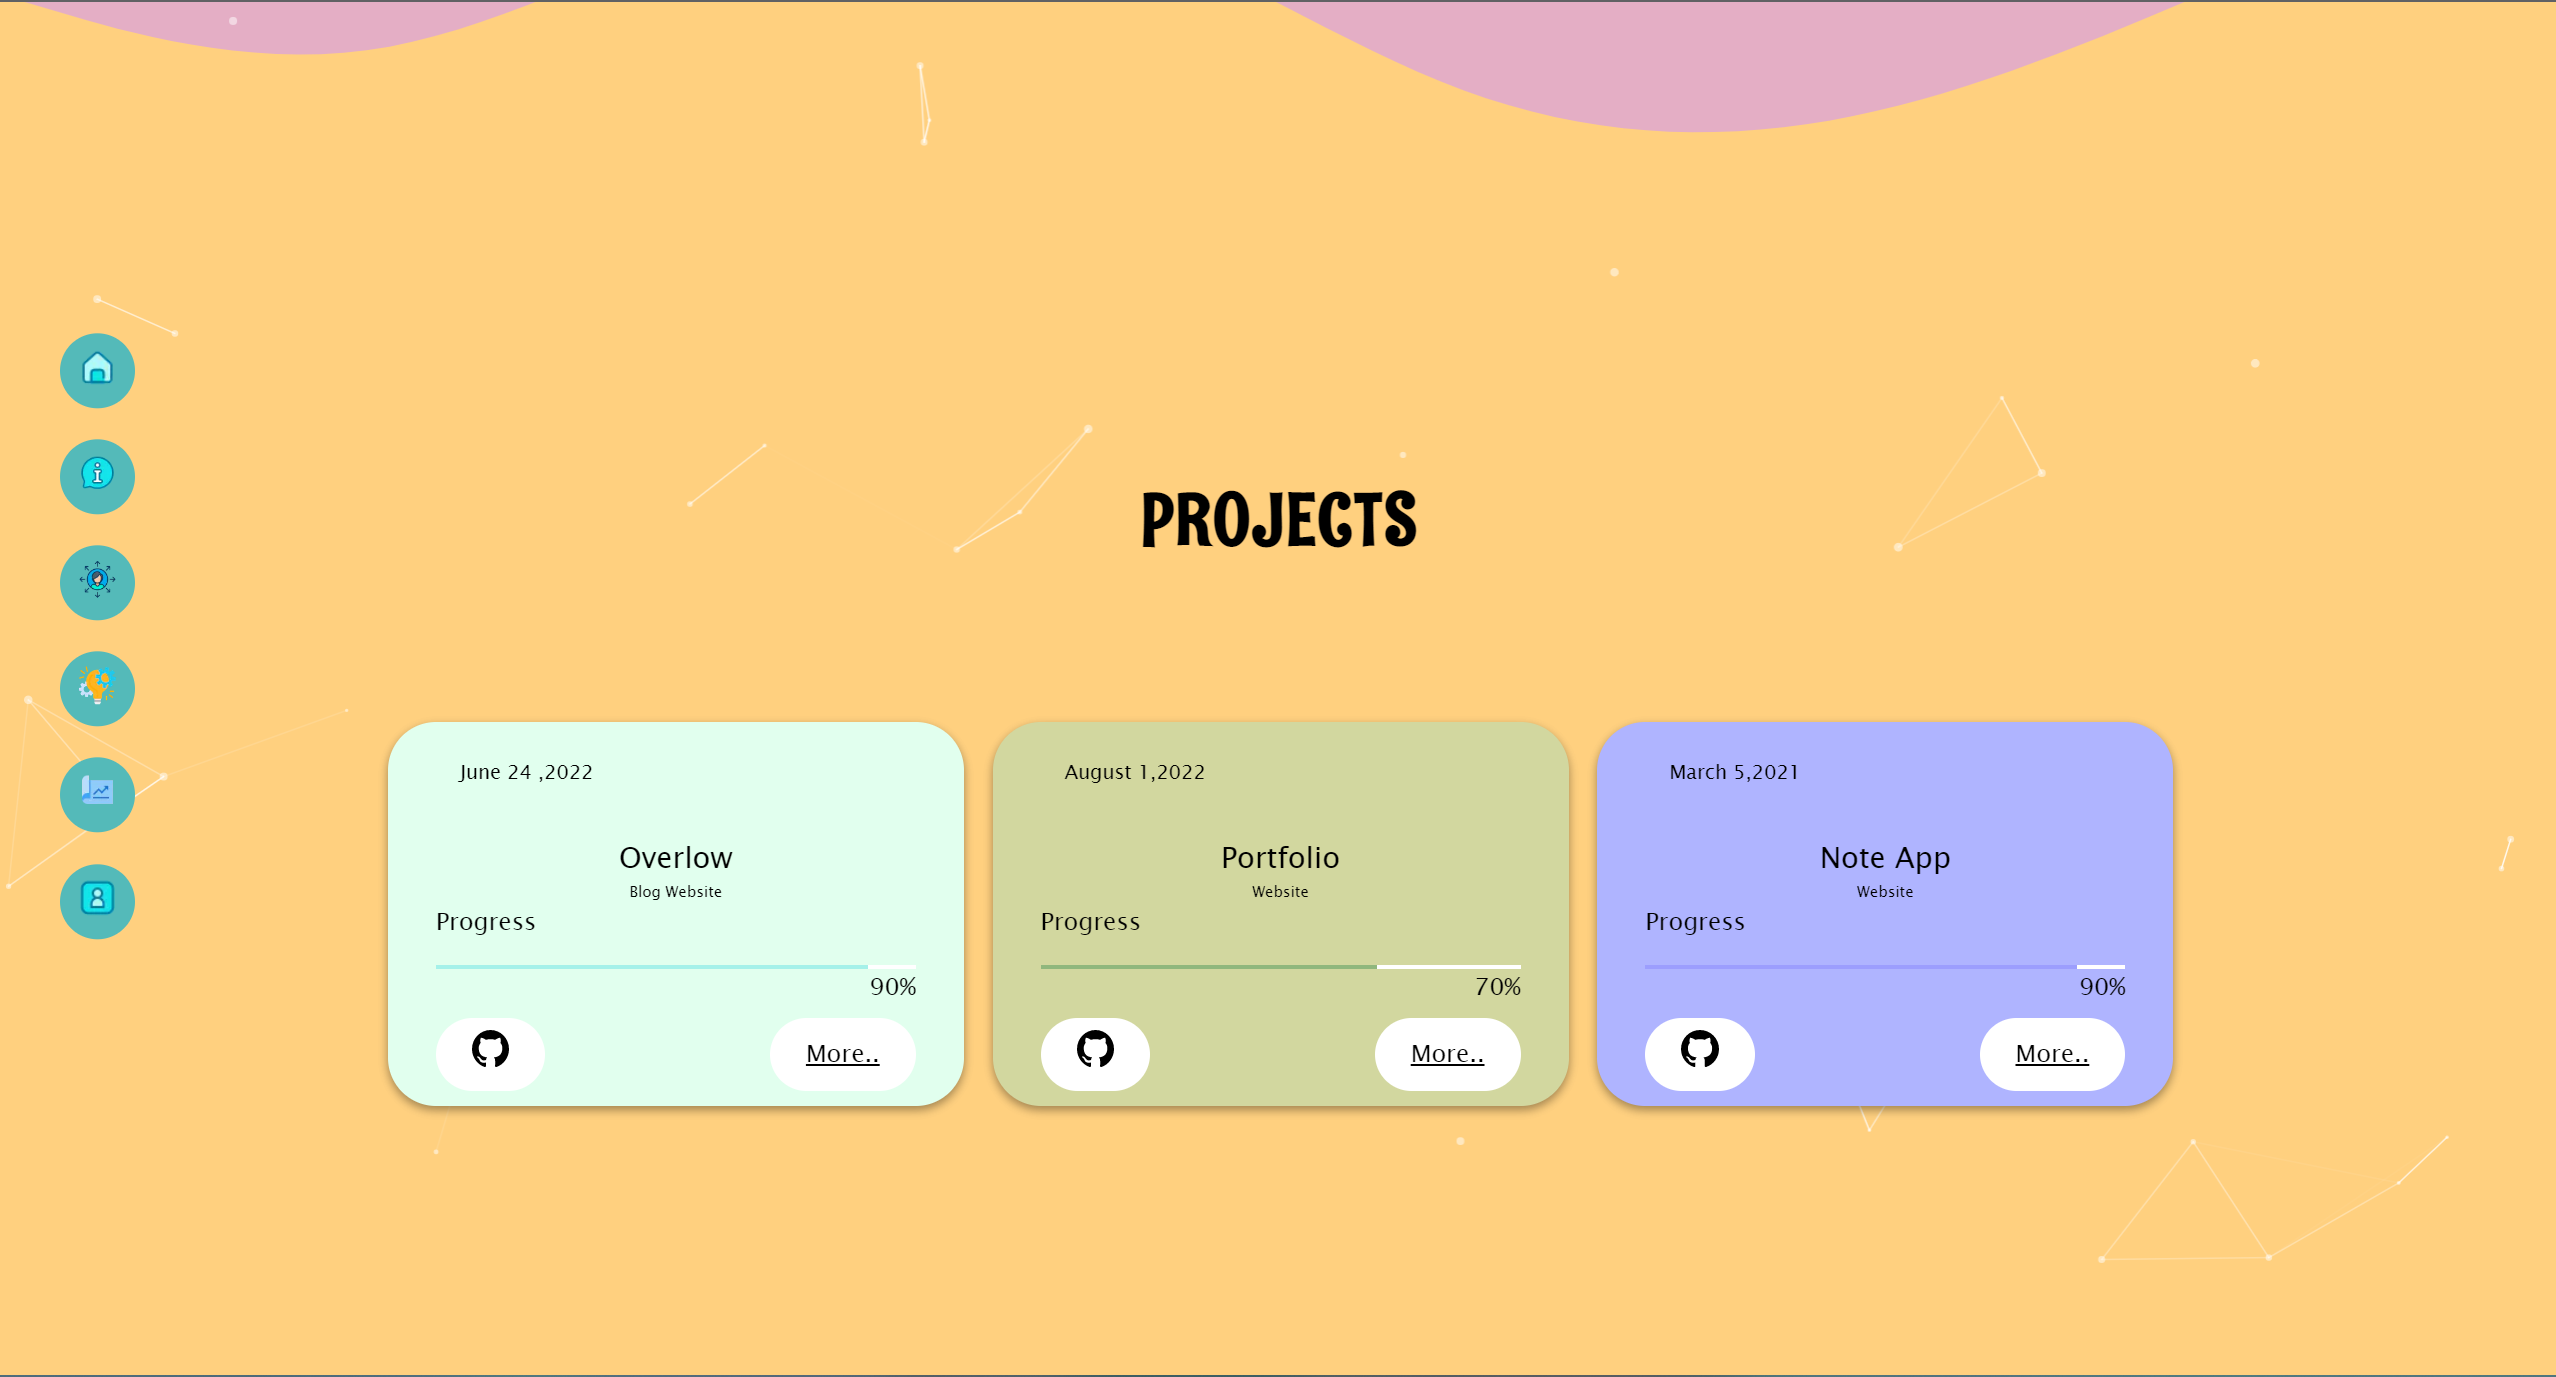 PROJECTS
June 24 ,2022
Overlow
Blog Website
Progress
90%
More..
August 1,2022
Portfolio
Website
Progress
70%
More..
March 5,2021
Note App
Website
Progress
90%
More..